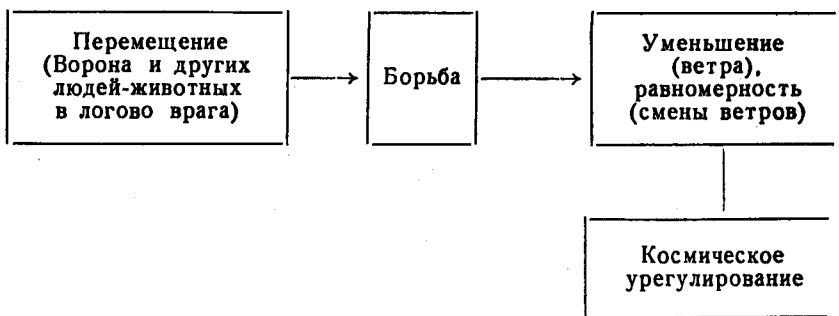 Перемещение
(Ворона и других
людей-животных
в логово врага)
Борьба
Уменьшение
(ветра),
равномерность
(смены ветров)
Космическое
урегулирование